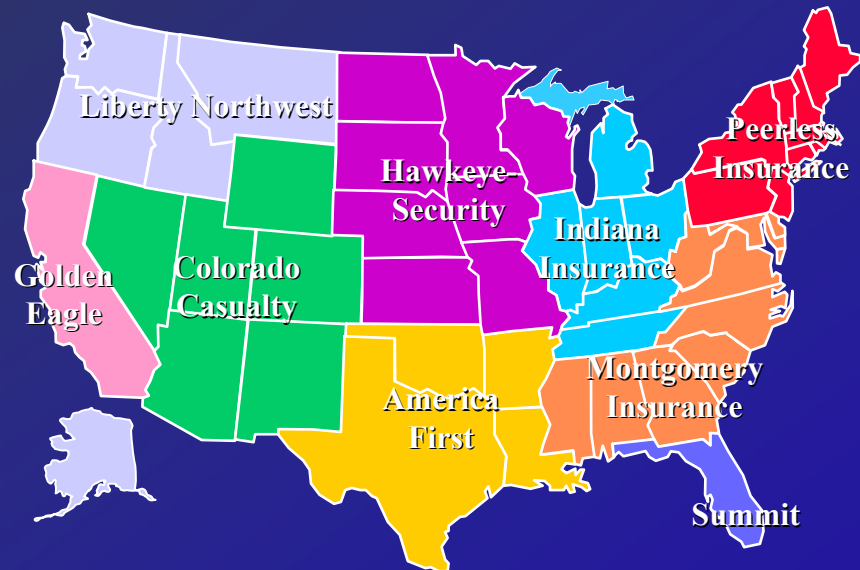 Liberty Northwest
Peerless
Insurance
Hawkeye-
Security
Indiana
Insurance
Golden
Eagle
Colorado
Casualty
Montgomery
Insurance
America
First
Summit